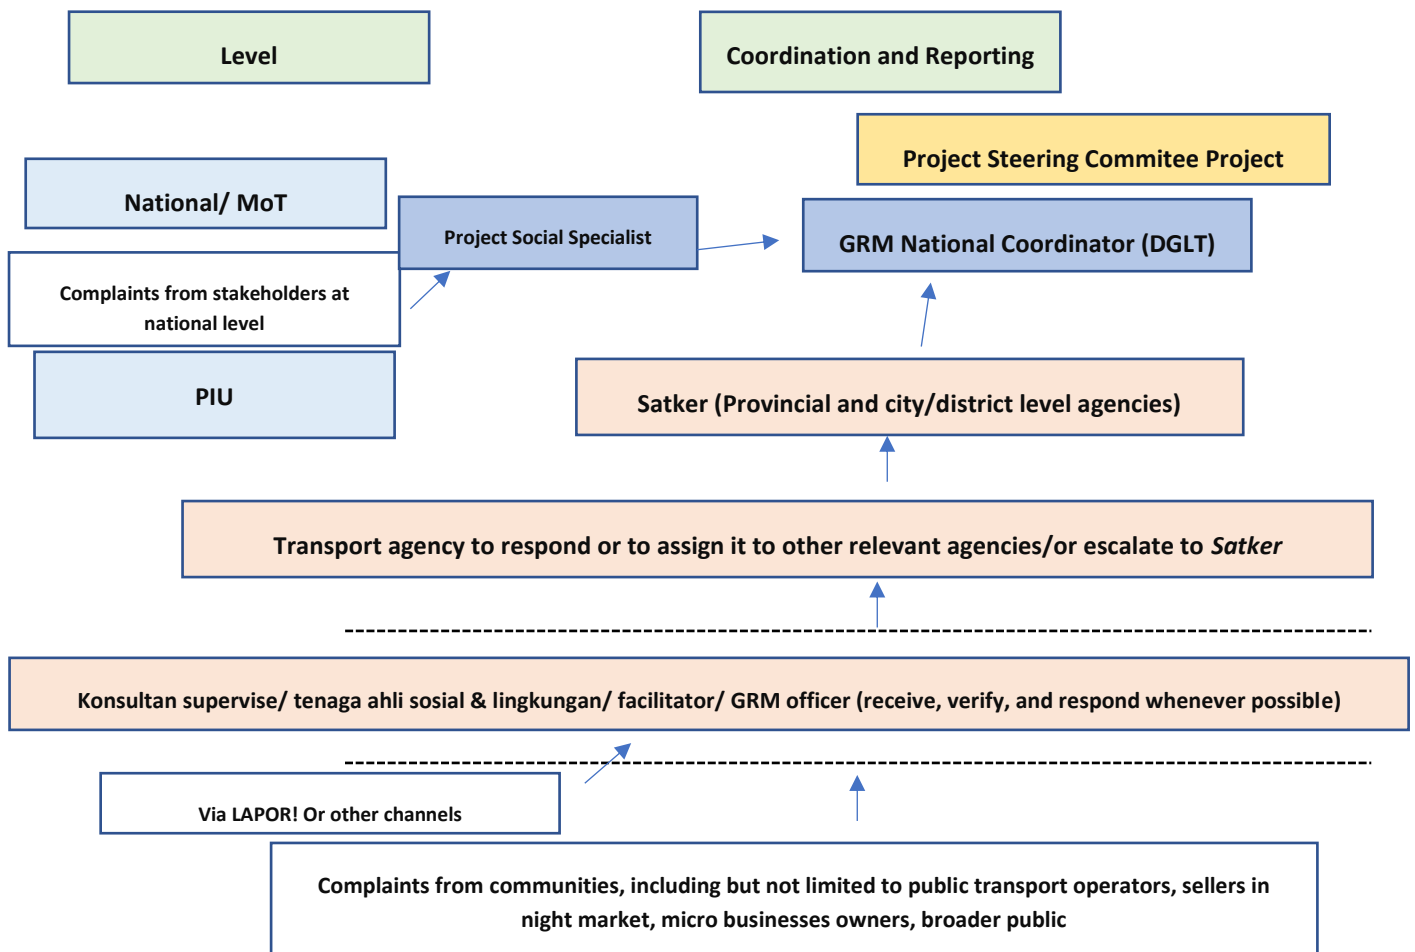 Level
Coordination and Reporting
Project Steering Commitee Project
National/ MoT
Project Social Specialist
GRM National Coordinator (DGLT)
Complaints from stakeholders at
national level
PIU
Satker (Provincial and city/district level agencies)
Transport agency to respond or to assign it to other relevant agencies/or escalate to Satker
Konsultan supervise/ tenaga ahli sosial & lingkungan/ facilitator/ GRM officer (receive, verify, and respond whenever possible)
Via LAPOR! Or other channels
Complaints from communities, including but not limited to public transport operators, sellers in
night market, micro businesses owners, broader public